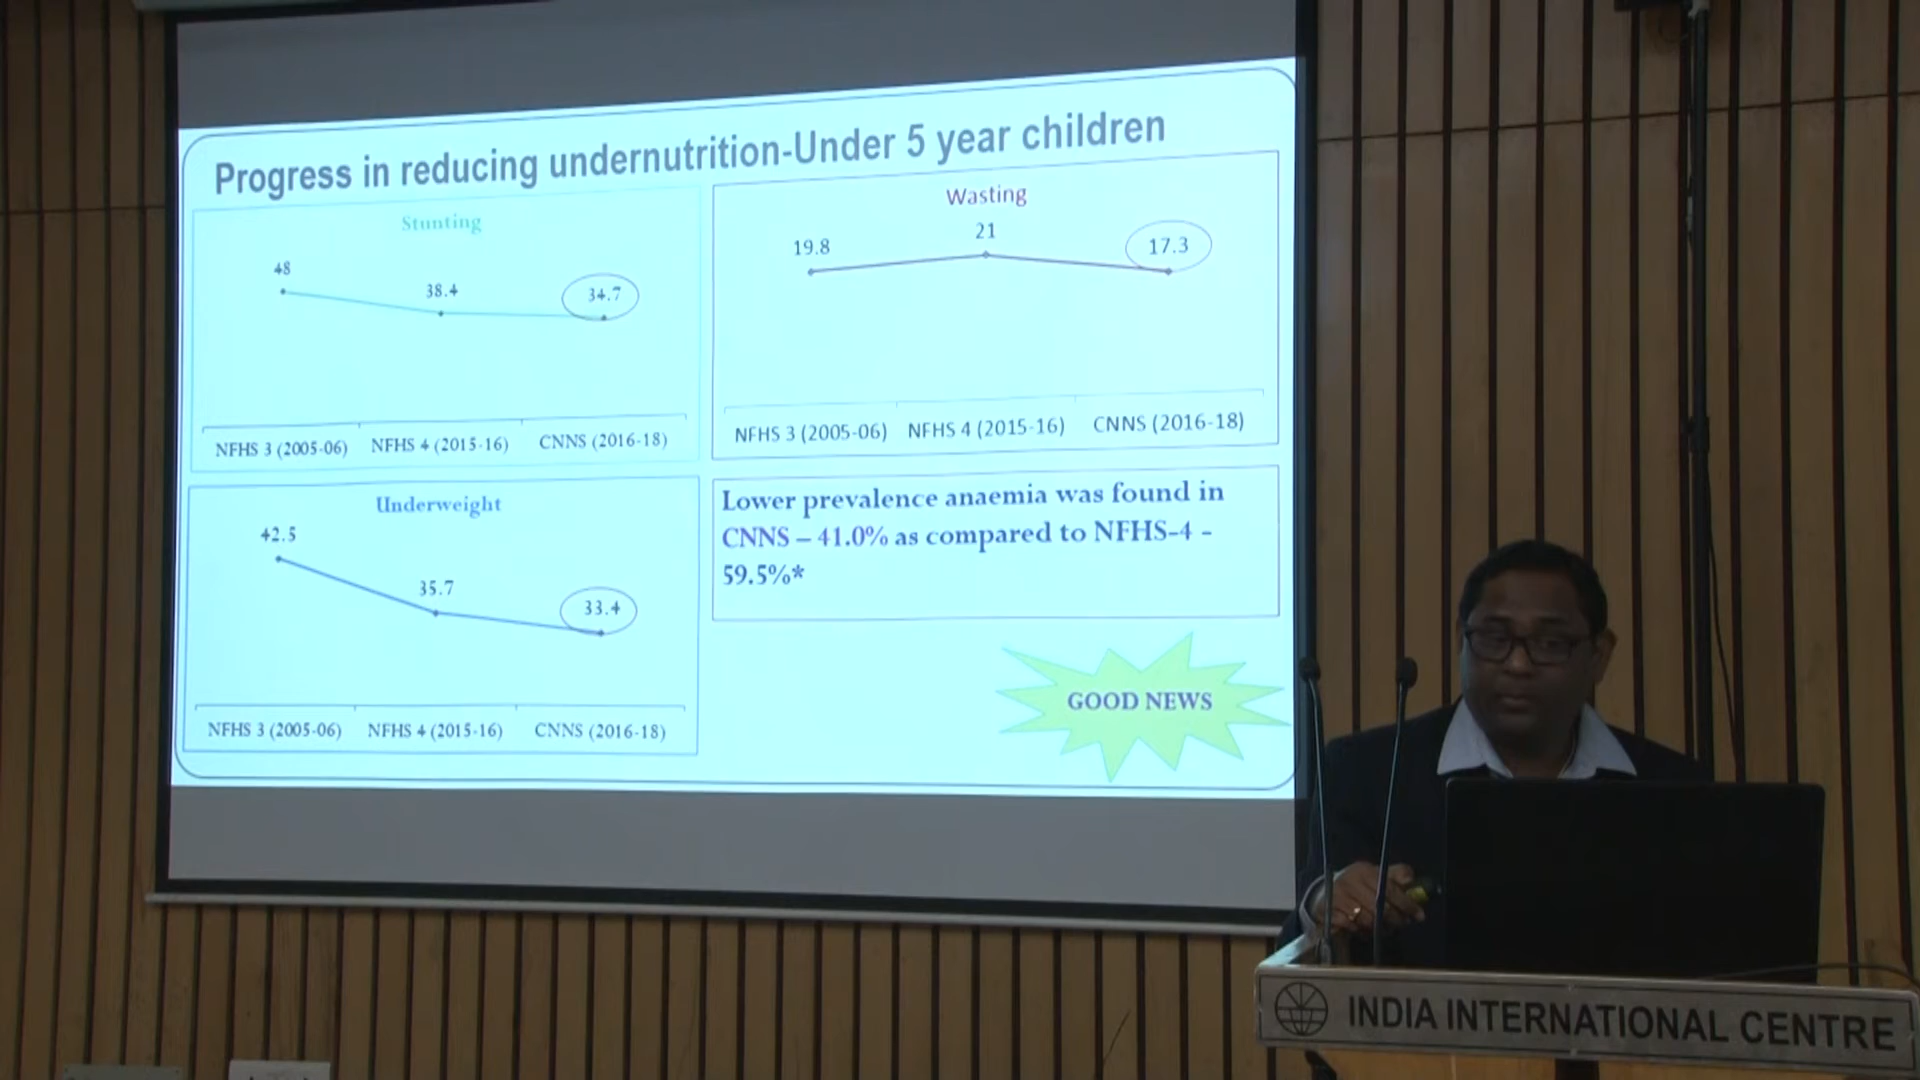 Progress in reducing undernutrition-Under 5 year children
Stunting
48
38.4
34.7
NFHS 3 (2005-06)
NFHS 4 (2015-16)
CNNS (2016-18)
Wasting
19.8
21
17.3
NFHS 3 (2005-06)
NFHS 4 (2015-16)
CNNS (2016-18)
Underweight
42.5
35.7
33.4
NFHS 3 (2005-06)
NFHS 4 (2015-16)
CNNS (2016-18)
Lower prevalence anaemia was found in
CNNS – 41.0% as compared to NFHS-4 -
59.5%*
GOOD NEWS
INDIA INTERNATIONAL CENTRE